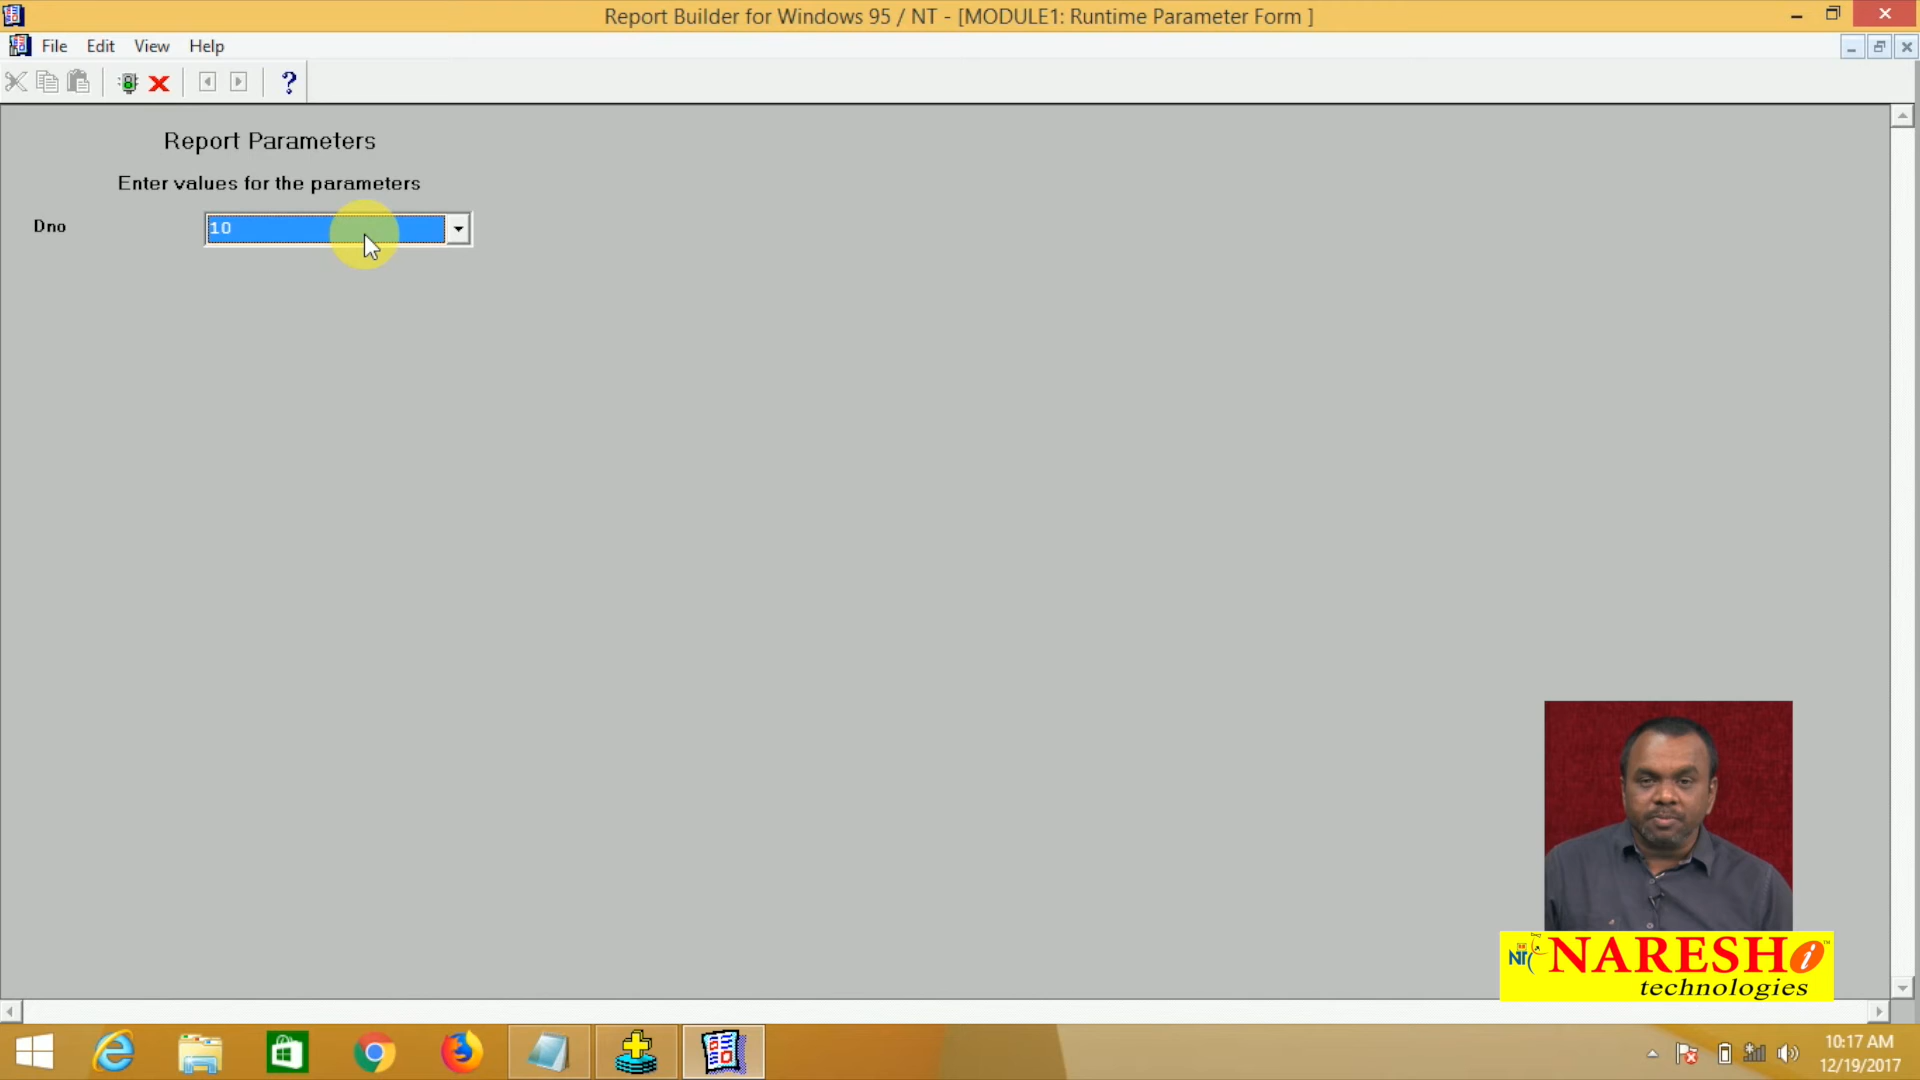 Report Builder for Windows 95 / NT - [MODULE1: Runtime Parameter Form ]
File Edit View Help
Report Parameters
Enter values for the parameters
Dno
10
NT
NARESH i
technologies
10:17 AM
12/19/2017